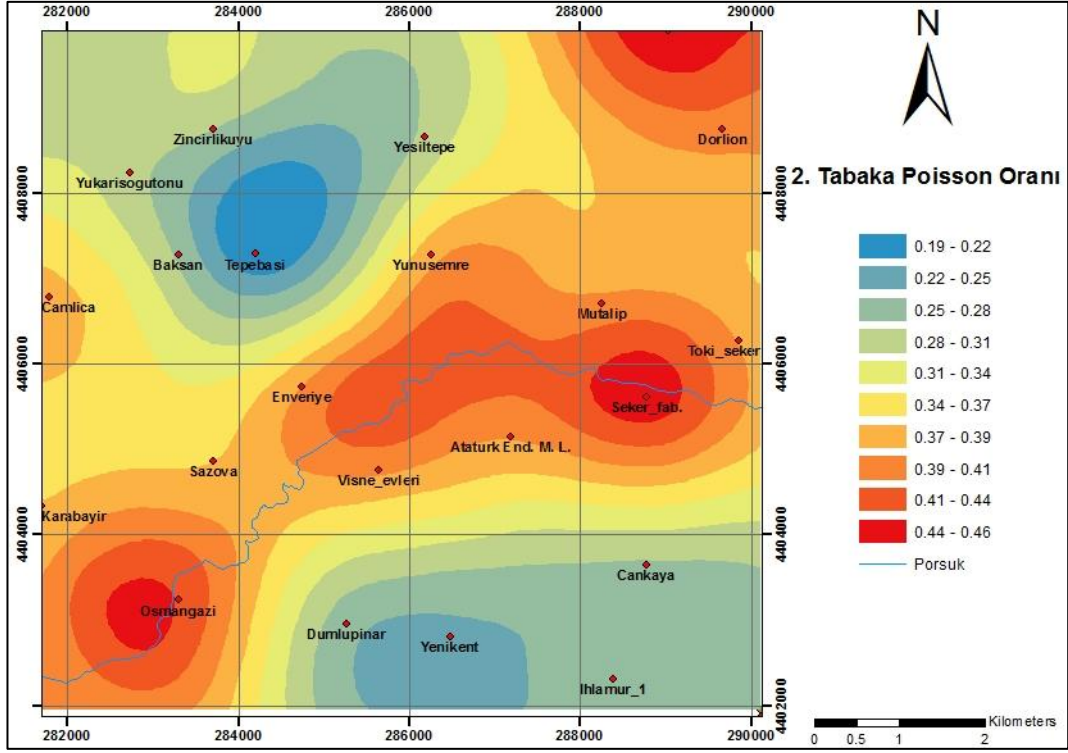 282000
284000
286000
288000
290000
N
Zincirlikuyu
Yesiltepe
Dorlion
Yukarisogutonu
4408000
4408000
2. Tabaka Poisson Oranı
Baksan
Tepebasi
Yunusemre
0.19 - 0.22
0.22 - 0.25
0.25 - 0.28
0.28 - 0.31
0.31 - 0.34
0.34 - 0.37
0.37 - 0.39
0.39 - 0.41
0.41 - 0.44
0.44 - 0.46
Porsuk
Camlica
Mutalip
Toki_seker
4406000
4406000
Enveriye
Seker_fab.
Ataturk End. M. L.
Sazova
Visne_evleri
Karabayir
4404000
4404000
Cankaya
Osmangazi
Dumlupinar
Yenikent
Ihlamur_1
4402000
4402000
Kilometers
0 0.5 1 2
282000
284000
286000
288000
290000